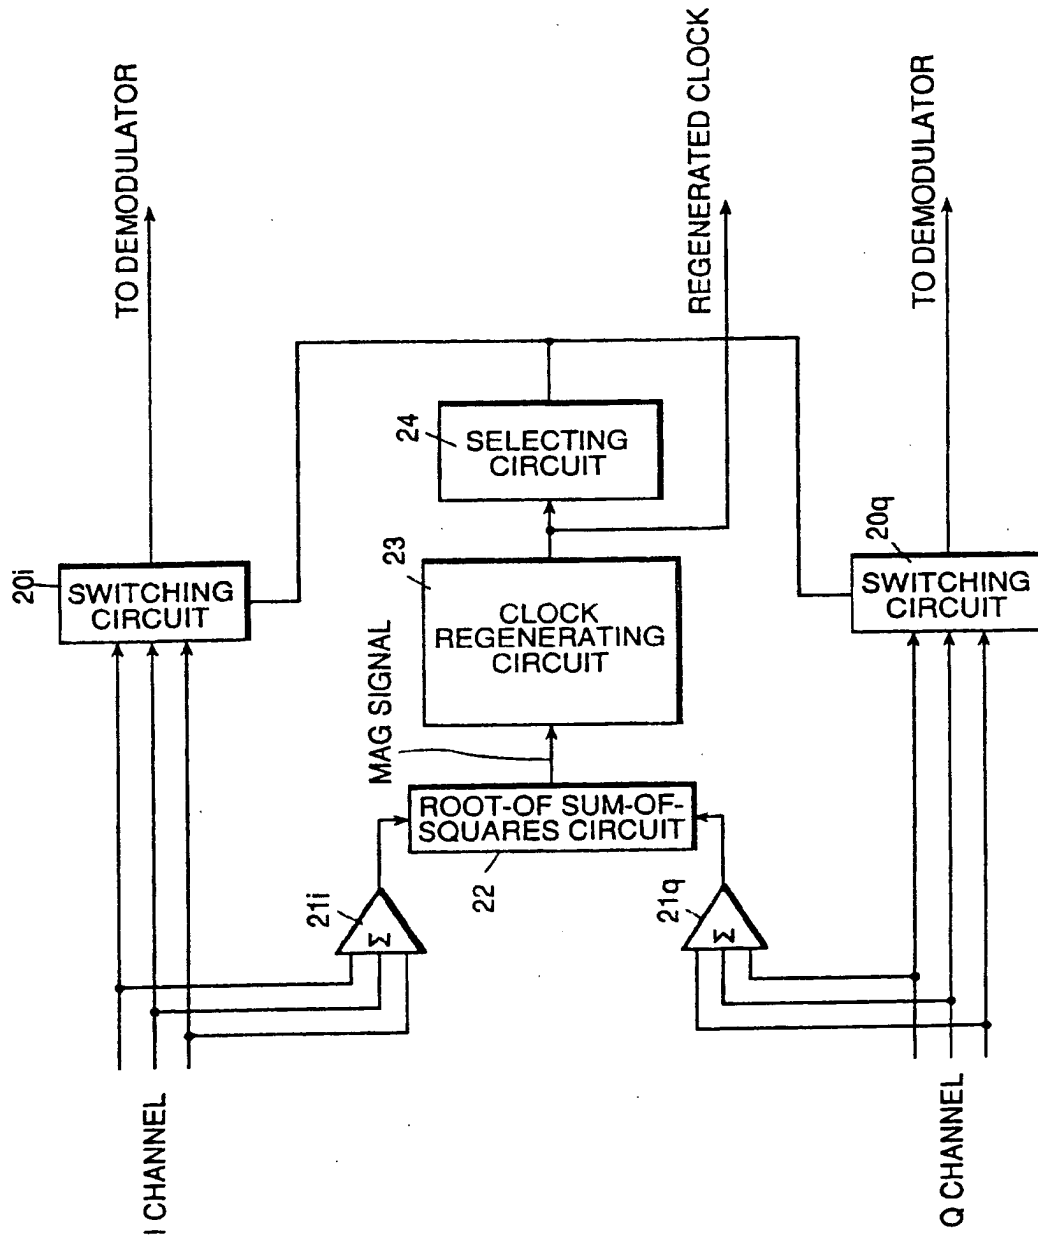 I CHANNEL
20i
SWITCHING
CIRCUIT
TO DEMODULATOR
21i
Σ
22
ROOT-OF SUM-OF-
SQUARES CIRCUIT
MAG SIGNAL
23
CLOCK
REGENERATING
CIRCUIT
24
SELECTING
CIRCUIT
REGENERATED CLOCK
21q
Σ
Q CHANNEL
20q
SWITCHING
CIRCUIT
TO DEMODULATOR